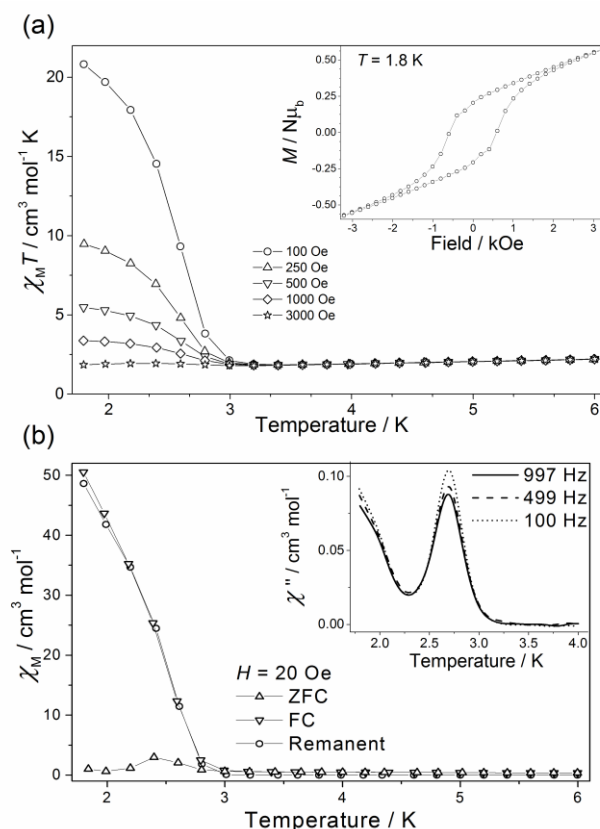 (a)
χMT / cm³ mol⁻¹ K
20
15
10
5
0
2 3 4 5 6
Temperature / K
100 Oe
250 Oe
500 Oe
1000 Oe
3000 Oe
T = 1.8 K
M / Nμb
0.50
0.25
0.00
-0.25
-0.50
-3 -2 -1 0 1 2 3
Field / kOe
(b)
χM / cm³ mol⁻¹
50
40
30
20
10
0
2 3 4 5 6
Temperature / K
H = 20 Oe
ZFC
FC
Remanent
χ'' / cm³ mol⁻¹
0.10
0.05
0.00
2.0 2.5 3.0 3.5 4.0
Temperature / K
997 Hz
499 Hz
100 Hz